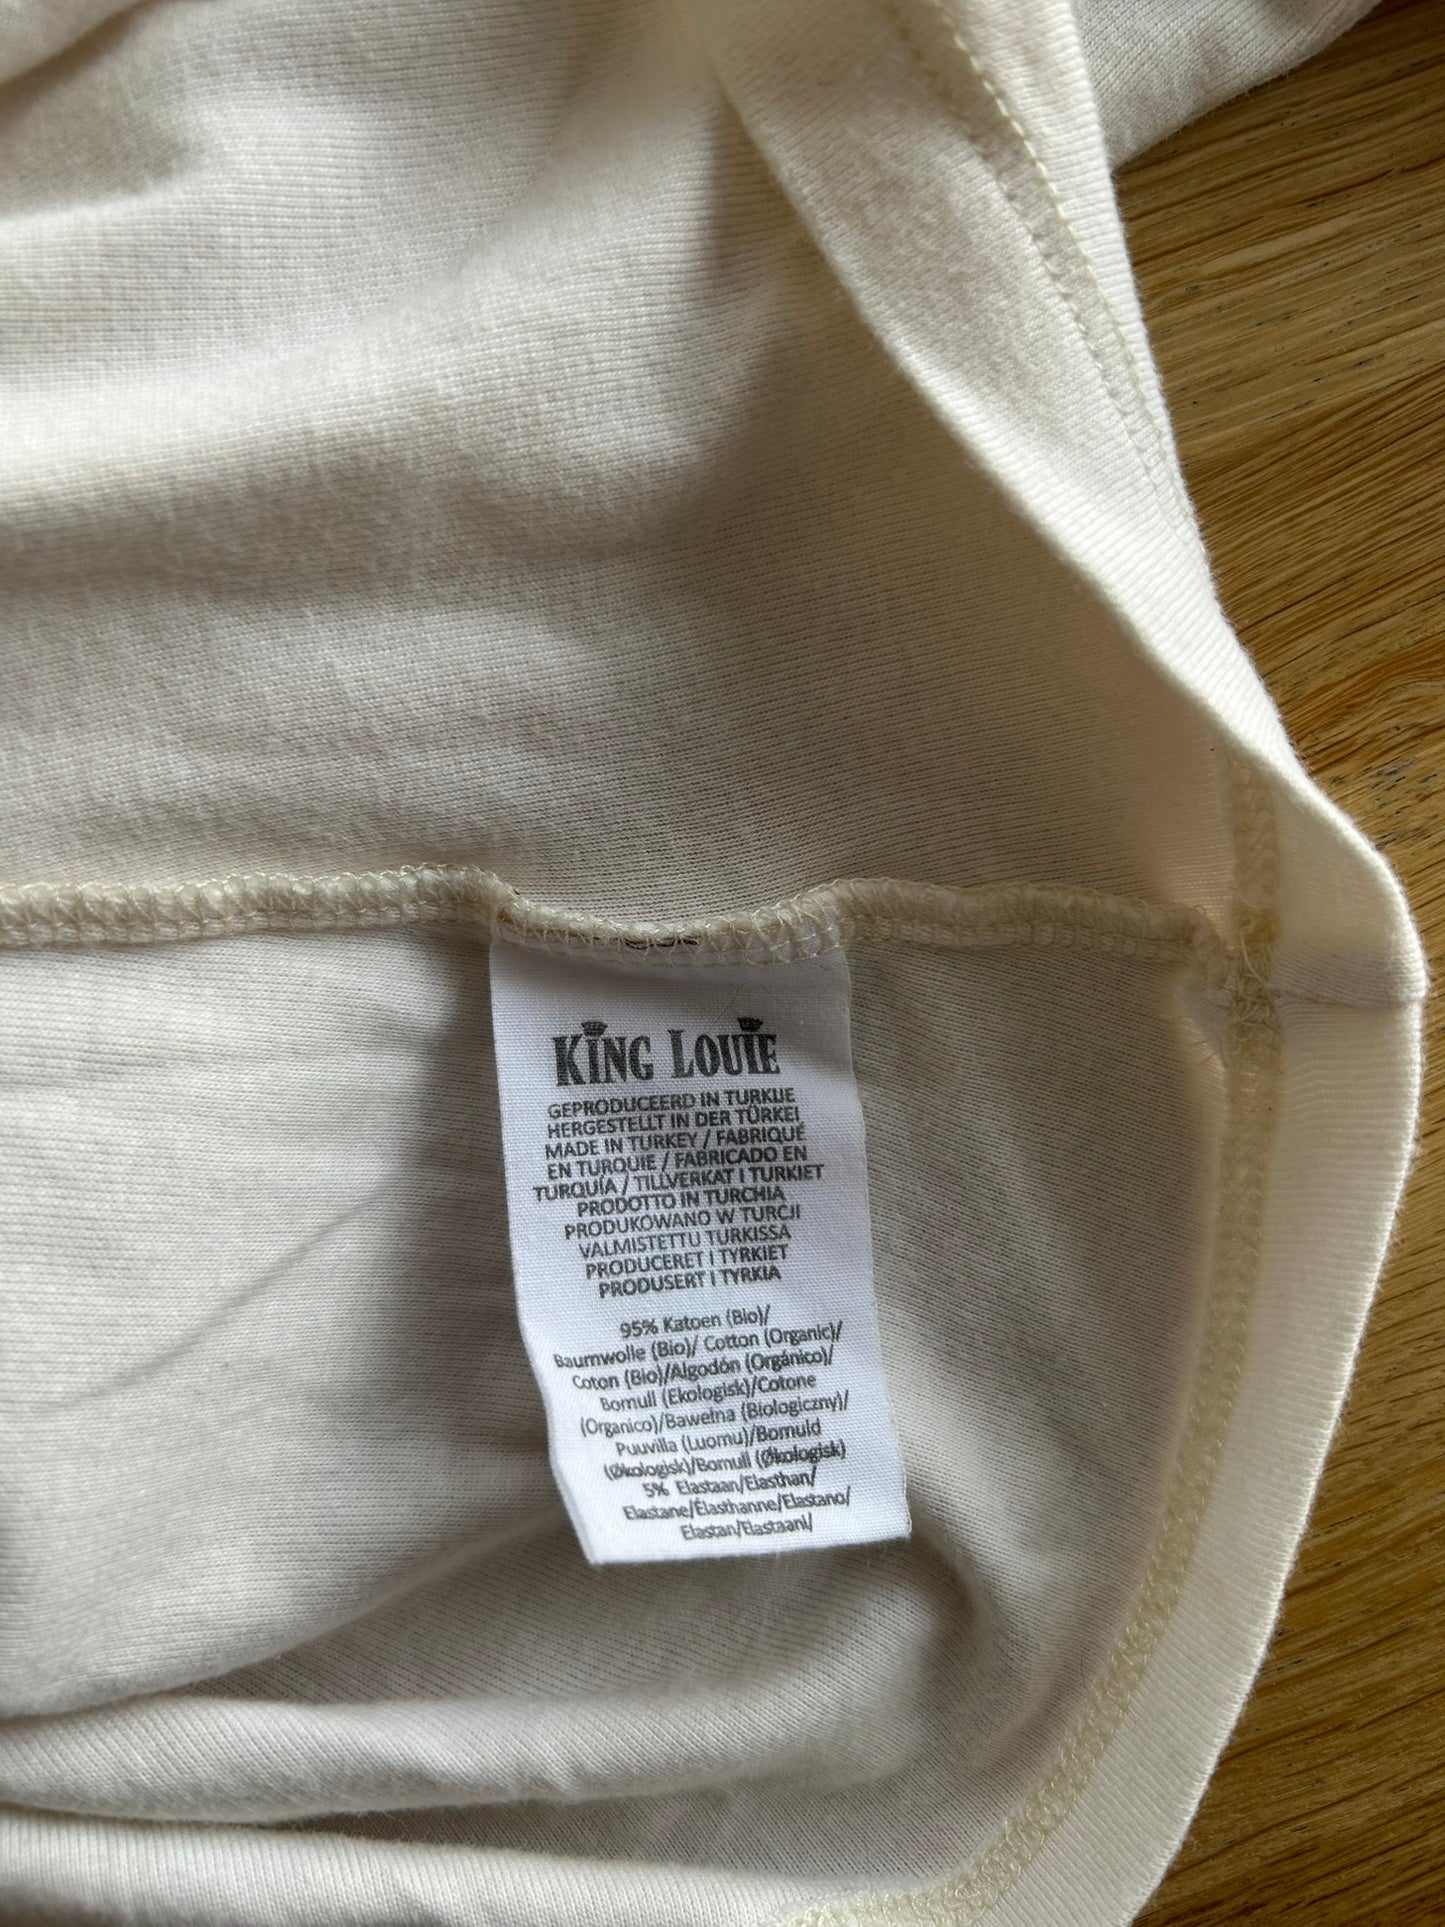 KING LOUIE
GEPRODUCEERD IN TURKIJE
HERGESTELLT IN DER TÜRKEI
MADE IN TURKEY / FABRIQUÉ
EN TURQUIE / FABRICADO EN
TURQUÍA / TILLVERKAT I TURKIET
PRODOTTO IN TURCHIA
PRODUKOWANO W TURCJI
VALMISTETTU TURKISSA
PRODUCERET I TYRKIET
PRODUSERT I TYRKIA
95% Katoen (Bio)/
Baumwolle (Bio)/ Cotton (Organic)/
Coton (Bio)/Algodón (Orgánico)/
Bomull (Ekologisk)/Cotone
(Organico)/Bawełna (Biologiczny)/
Puuvilla (Luomu)/Bomuld
(Økologisk)/Bomull (Økologisk)
5% Elastaan/Elasthan/
Elastane/Élasthanne/Elastano/
Elastan/Elastaani/